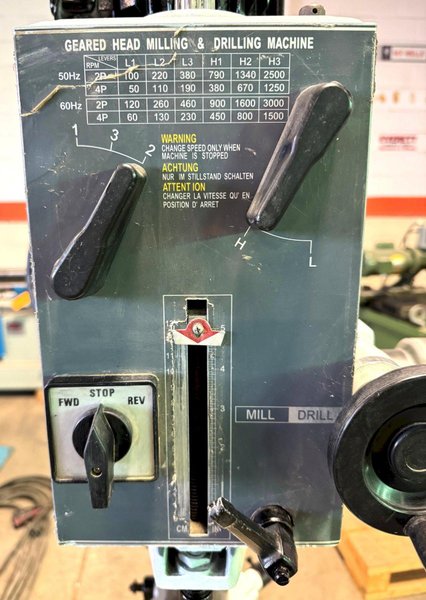 GEARED HEAD MILLING & DRILLING MACHINE
LEVERS RPM L1 L2 L3 H1 H2 H3
50Hz 2P 100 220 380 790 1340 2500
4P 50 110 190 380 670 1250
60Hz 2P 120 260 460 900 1600 3000
4P 60 130 230 450 800 1500
1 3 2
WARNING
CHANGE SPEED ONLY WHEN
MACHINE IS STOPPED
ACHTUNG
NUR IM STILLSTAND SCHALTEN
ATTENTION
CHANGER LA VITESSE QU' EN
POSITION D' ARRET
H L
STOP
FWD REV
4
3
MILL DRILL
CM IN